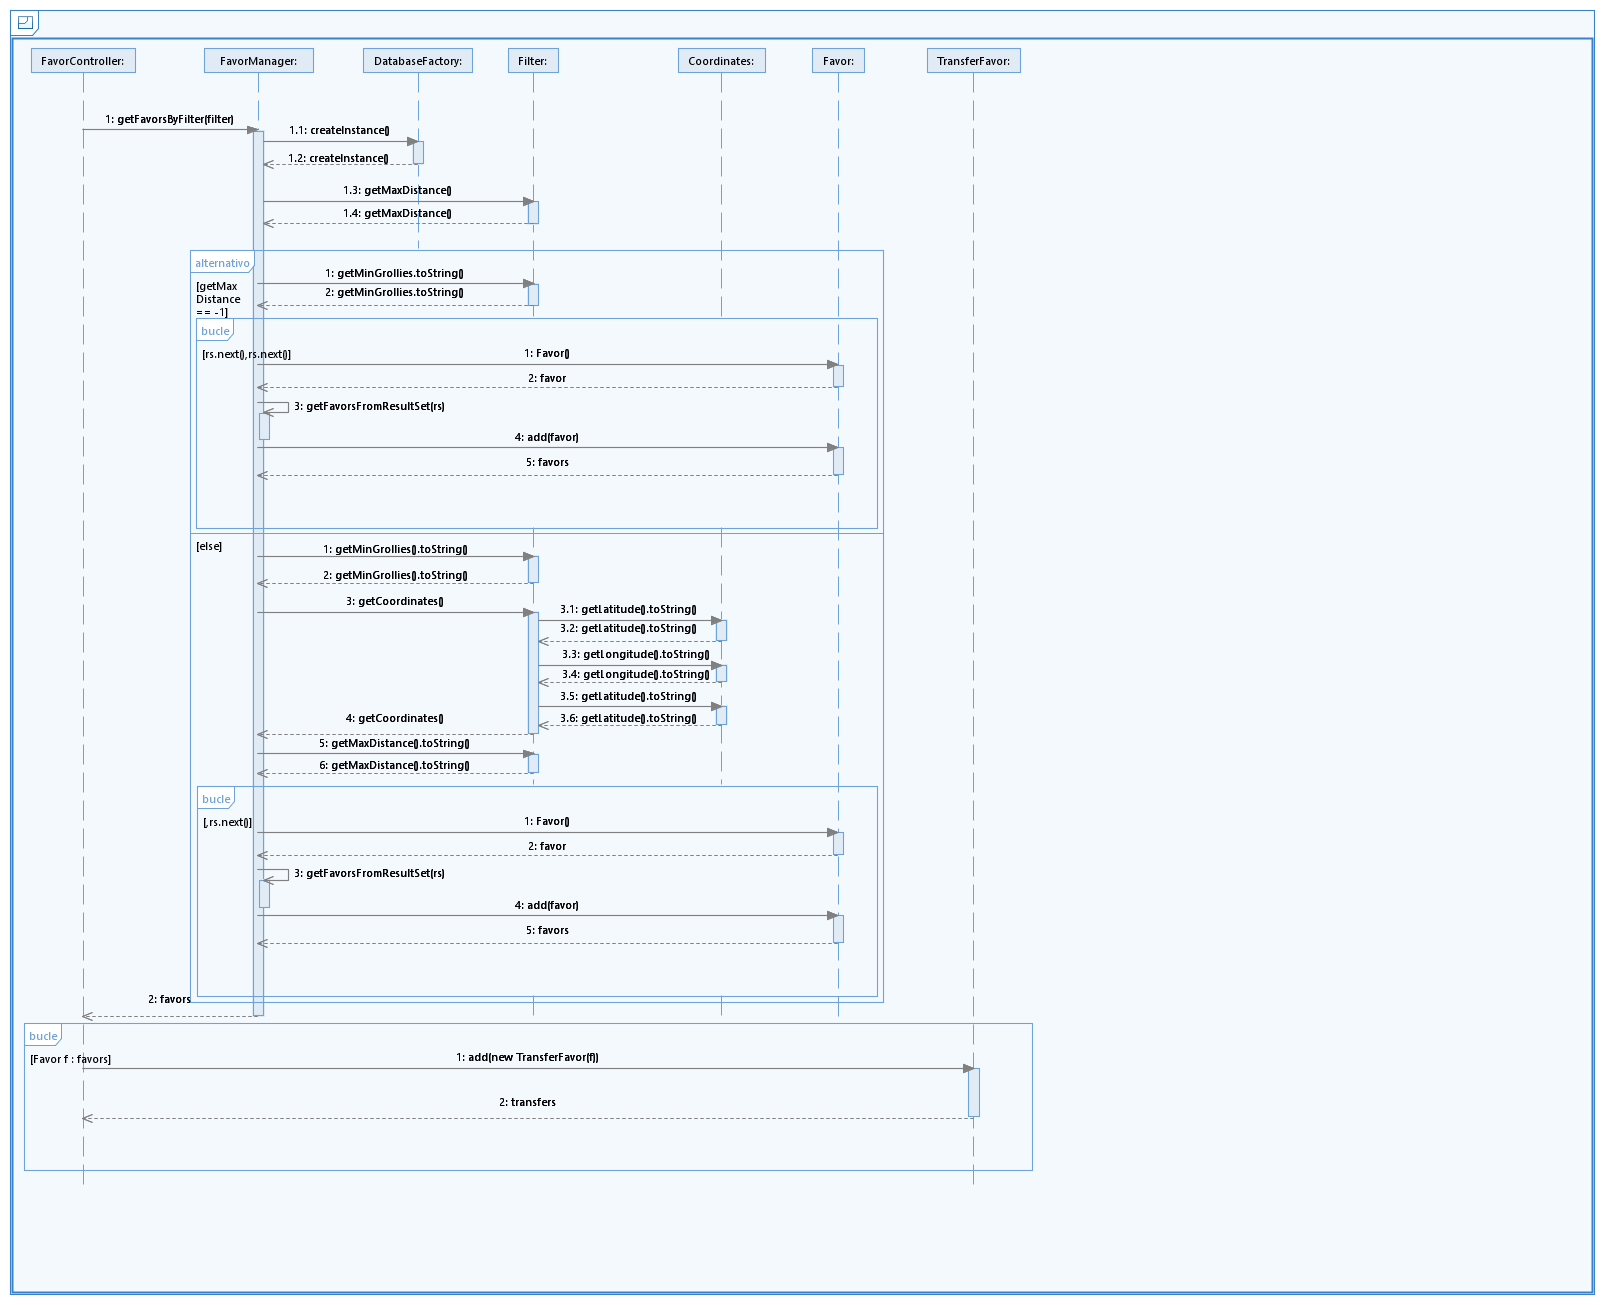 FavorController:
FavorManager:
DatabaseFactory:
Filter:
Coordinates:
Favor:
TransferFavor:
1: getFavorsByFilter(filter)
1.1: createInstance()
1.2: createInstance()
1.3: getMaxDistance()
1.4: getMaxDistance()
alternativo
[getMax
Distance
== -1]
1: getMinGrollies.toString()
2: getMinGrollies.toString()
bucle
[rs.next(),rs.next()]
1: Favor()
2: favor
3: getFavorsFromResultSet(rs)
4: add(favor)
5: favors
[else]
1: getMinGrollies().toString()
2: getMinGrollies().toString()
3: getCoordinates()
3.1: getLatitude().toString()
3.2: getLatitude().toString()
3.3: getLongitude().toString()
3.4: getLongitude().toString()
3.5: getLatitude().toString()
3.6: getLatitude().toString()
4: getCoordinates()
5: getMaxDistance().toString()
6: getMaxDistance().toString()
bucle
[,rs.next()]
1: Favor()
2: favor
3: getFavorsFromResultSet(rs)
4: add(favor)
5: favors
2: favors
bucle
[Favor f : favors]
1: add(new TransferFavor(f))
2: transfers